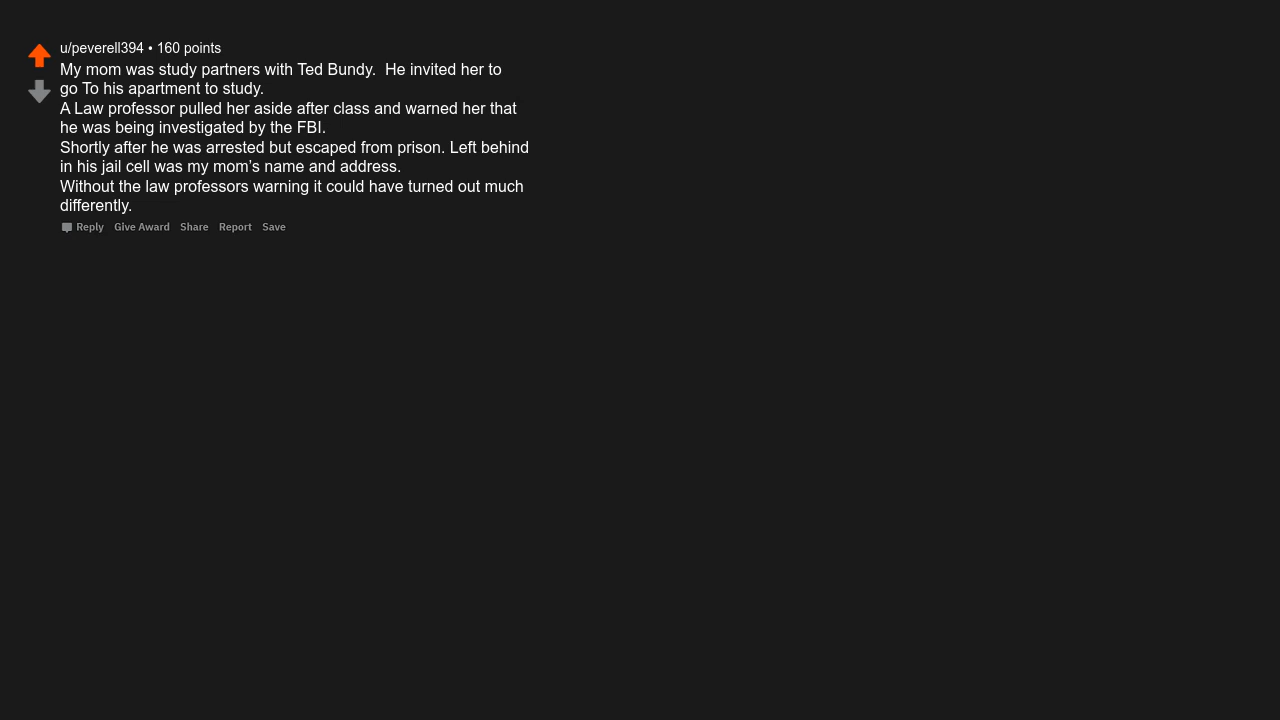 u/peverell394 • 160 points
My mom was study partners with Ted Bundy.  He invited her to
go To his apartment to study.
A Law professor pulled her aside after class and warned her that
he was being investigated by the FBI.
Shortly after he was arrested but escaped from prison. Left behind
in his jail cell was my mom’s name and address.
Without the law professors warning it could have turned out much
differently.
Reply Give Award Share Report Save